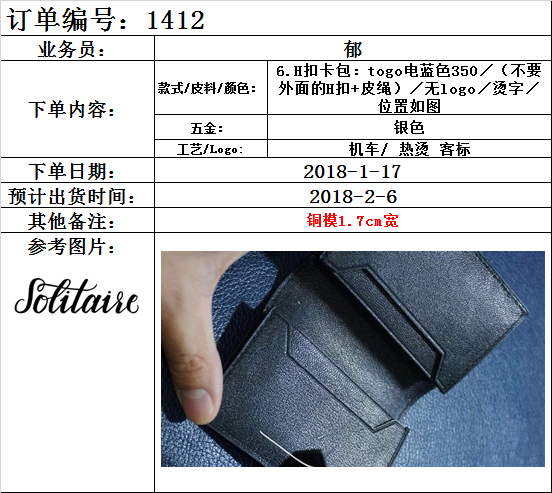 订单编号：1412
业务员：
郁
下单内容：
款式/皮料/颜色：
6.H扣卡包：togo电蓝色350／（不要
外面的H扣+皮绳）／无logo／烫字／
位置如图
五金：
银色
工艺/Logo:
机车/ 热烫 客标
下单日期：
2018-1-17
预计出货时间：
2018-2-6
其他备注：
铜模1.7cm宽
参考图片：
Solitaire